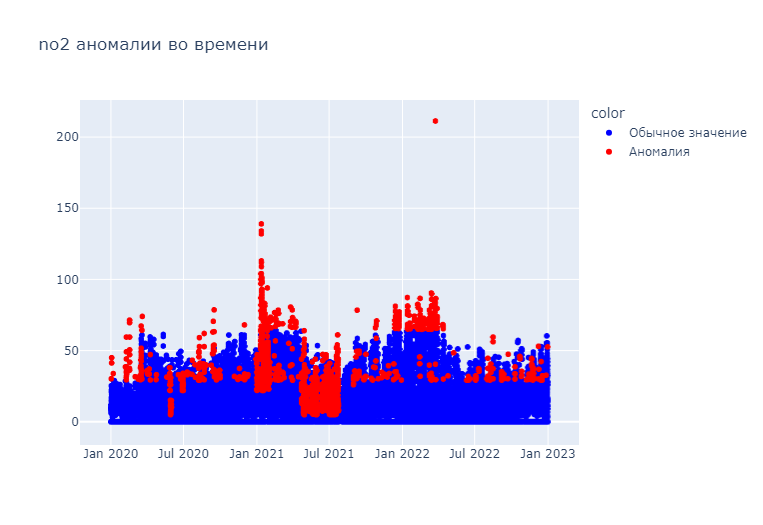 no2 аномалии во времени
color
Обычное значение
Аномалия
200
150
100
50
0
Jan 2020
Jul 2020
Jan 2021
Jul 2021
Jan 2022
Jul 2022
Jan 2023